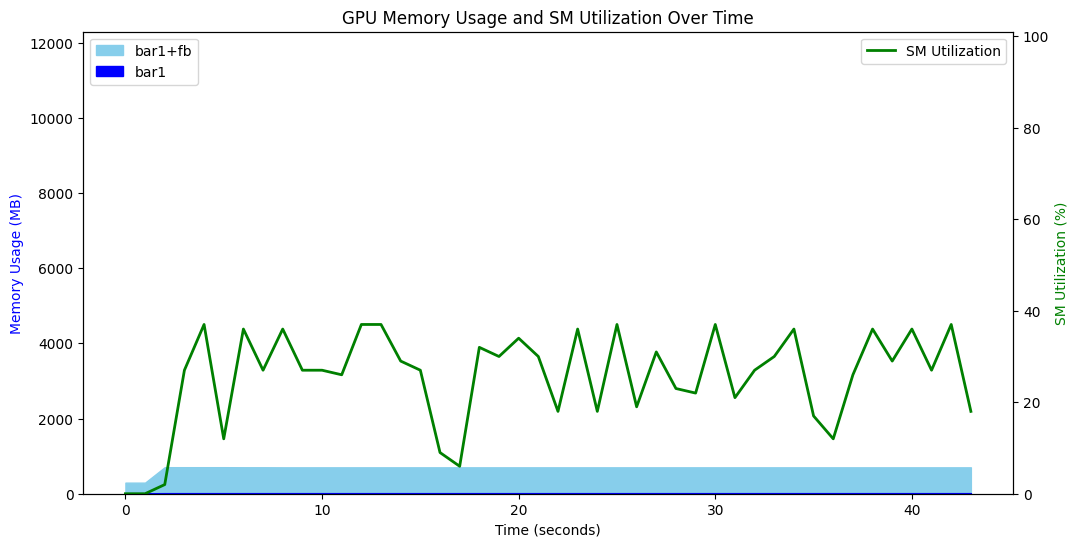 GPU Memory Usage and SM Utilization Over Time
bar1+fb
bar1
SM Utilization
Memory Usage (MB)
12000
10000
8000
6000
4000
2000
0
100
80
60
40
20
0
SM Utilization (%)
0 10 20 30 40
Time (seconds)